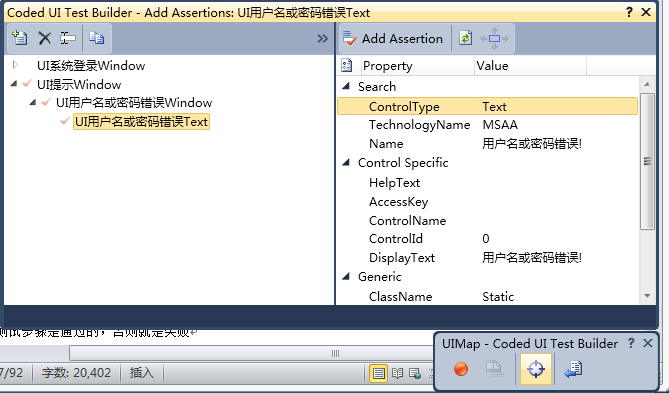 Coded UI Test Builder - Add Assertions: UI用户名或密码错误Text
Add Assertion
UI系统登录Window
UI提示Window
UI用户名或密码错误Window
UI用户名或密码错误Text
Property Value
Search
ControlType Text
TechnologyName MSAA
Name 用户名或密码错误!
Control Specific
HelpText
AccessKey
ControlName
ControlId 0
DisplayText 用户名或密码错误!
Generic
ClassName Static
测试步骤是通过的，否则就是失败
UIMap - Coded UI Test Builder
7/92 字数: 20,402 插入